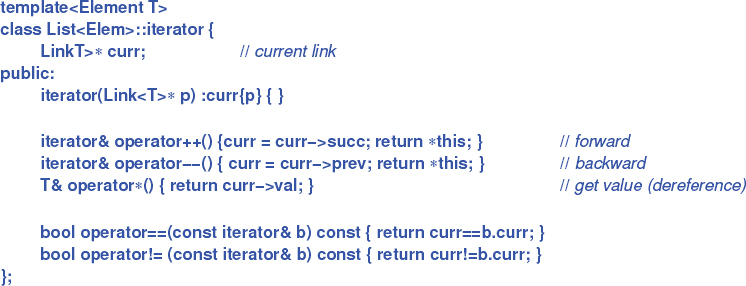 template<Element T>
class List<Elem>::iterator {
LinkT>* curr; // current link
public:
iterator(Link<T>* p) :curr{p} { }
iterator& operator++() {curr = curr–>succ; return *this; } // forward
iterator& operator––() { curr = curr–>prev; return *this; } // backward
T& operator*() { return curr–>val; } // get value (dereference)
bool operator==(const iterator& b) const { return curr==b.curr; }
bool operator!= (const iterator& b) const { return curr!=b.curr; }
};